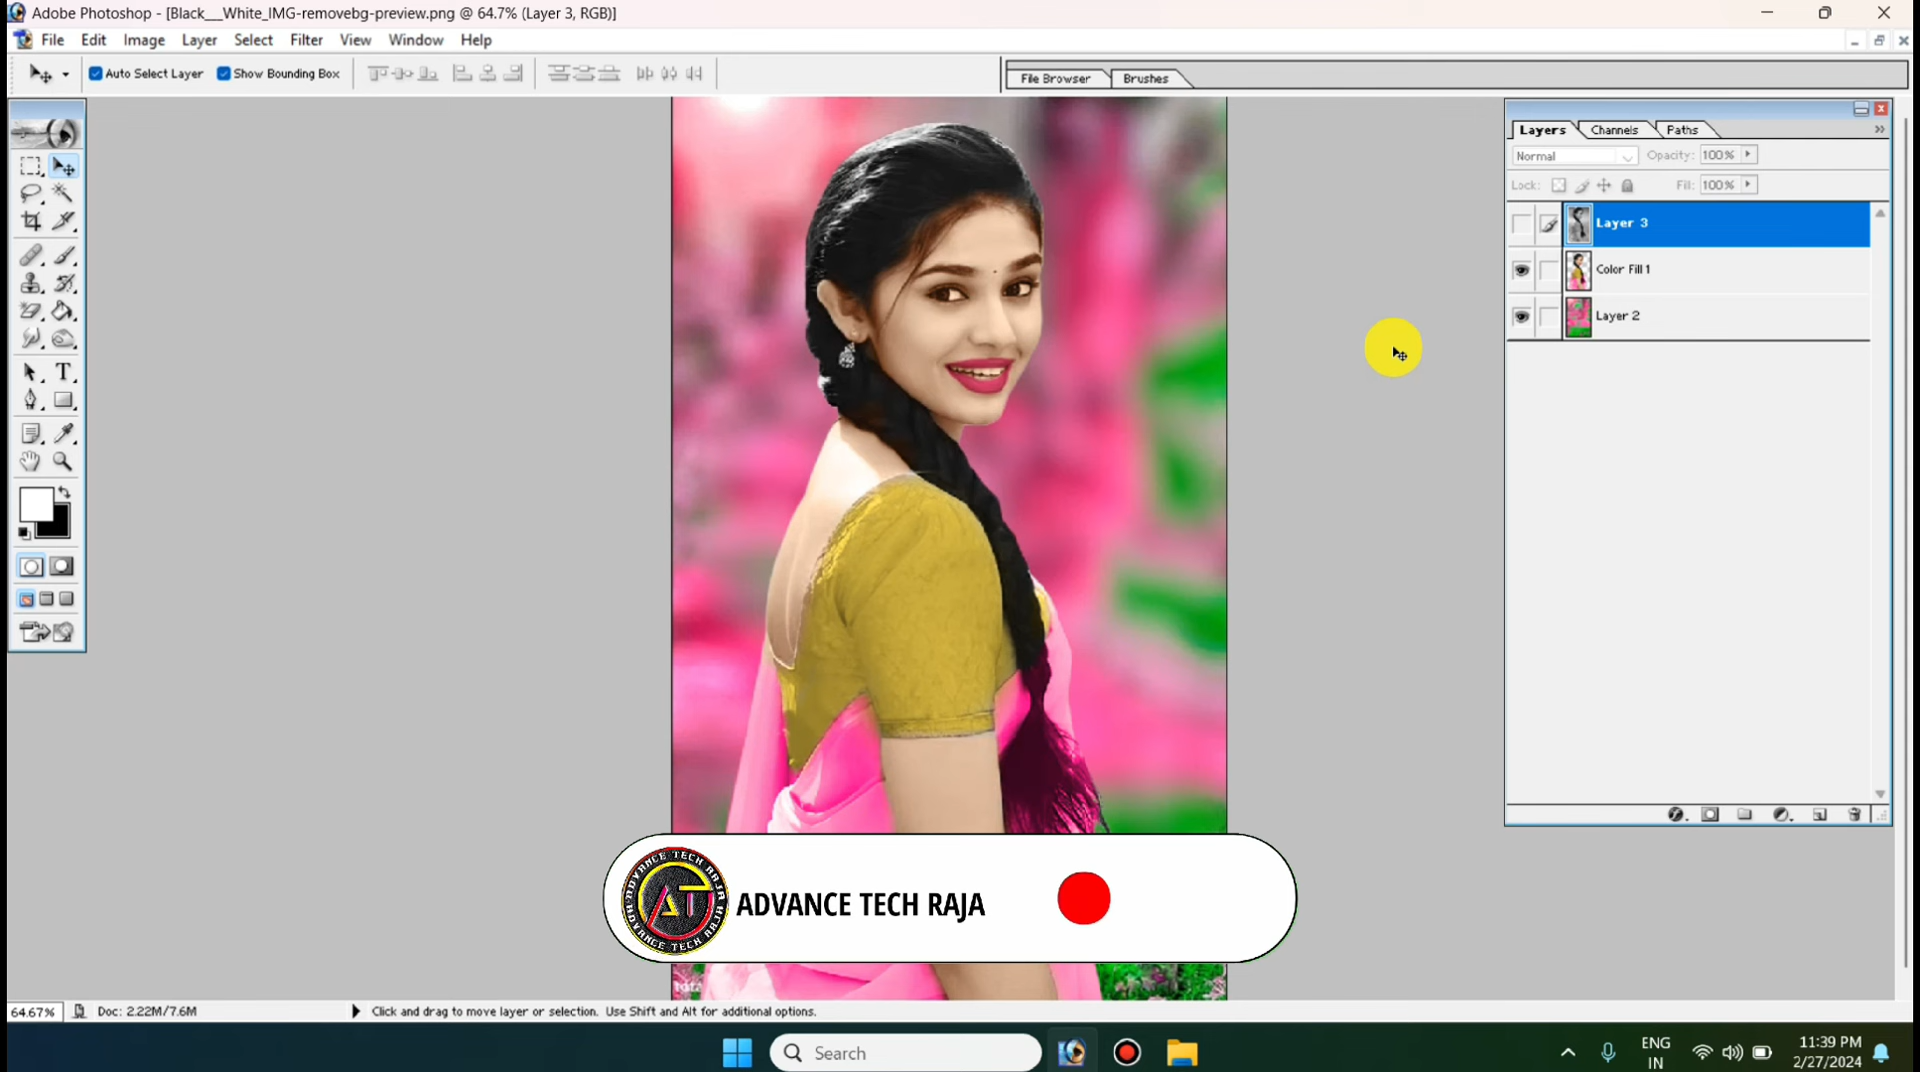 Adobe Photoshop - [Black___White_IMG-removebg-preview.png @ 64.7% (Layer 3, RGB)]
File Edit Image Layer Select Filter View Window Help
Auto Select Layer Show Bounding Box File Browser Brushes
Layers Channels Paths
Normal Opacity: 100%
Lock: Fill: 100%
Layer 3
Color Fill 1
Layer 2
T
ADVANCE TECH RAJA
ADVANCE TECH RAJA
64.67% Doc: 2.22M/7.6M Click and drag to move layer or selection. Use Shift and Alt for additional options.
Search
ENG
IN
11:39 PM
2/27/2024